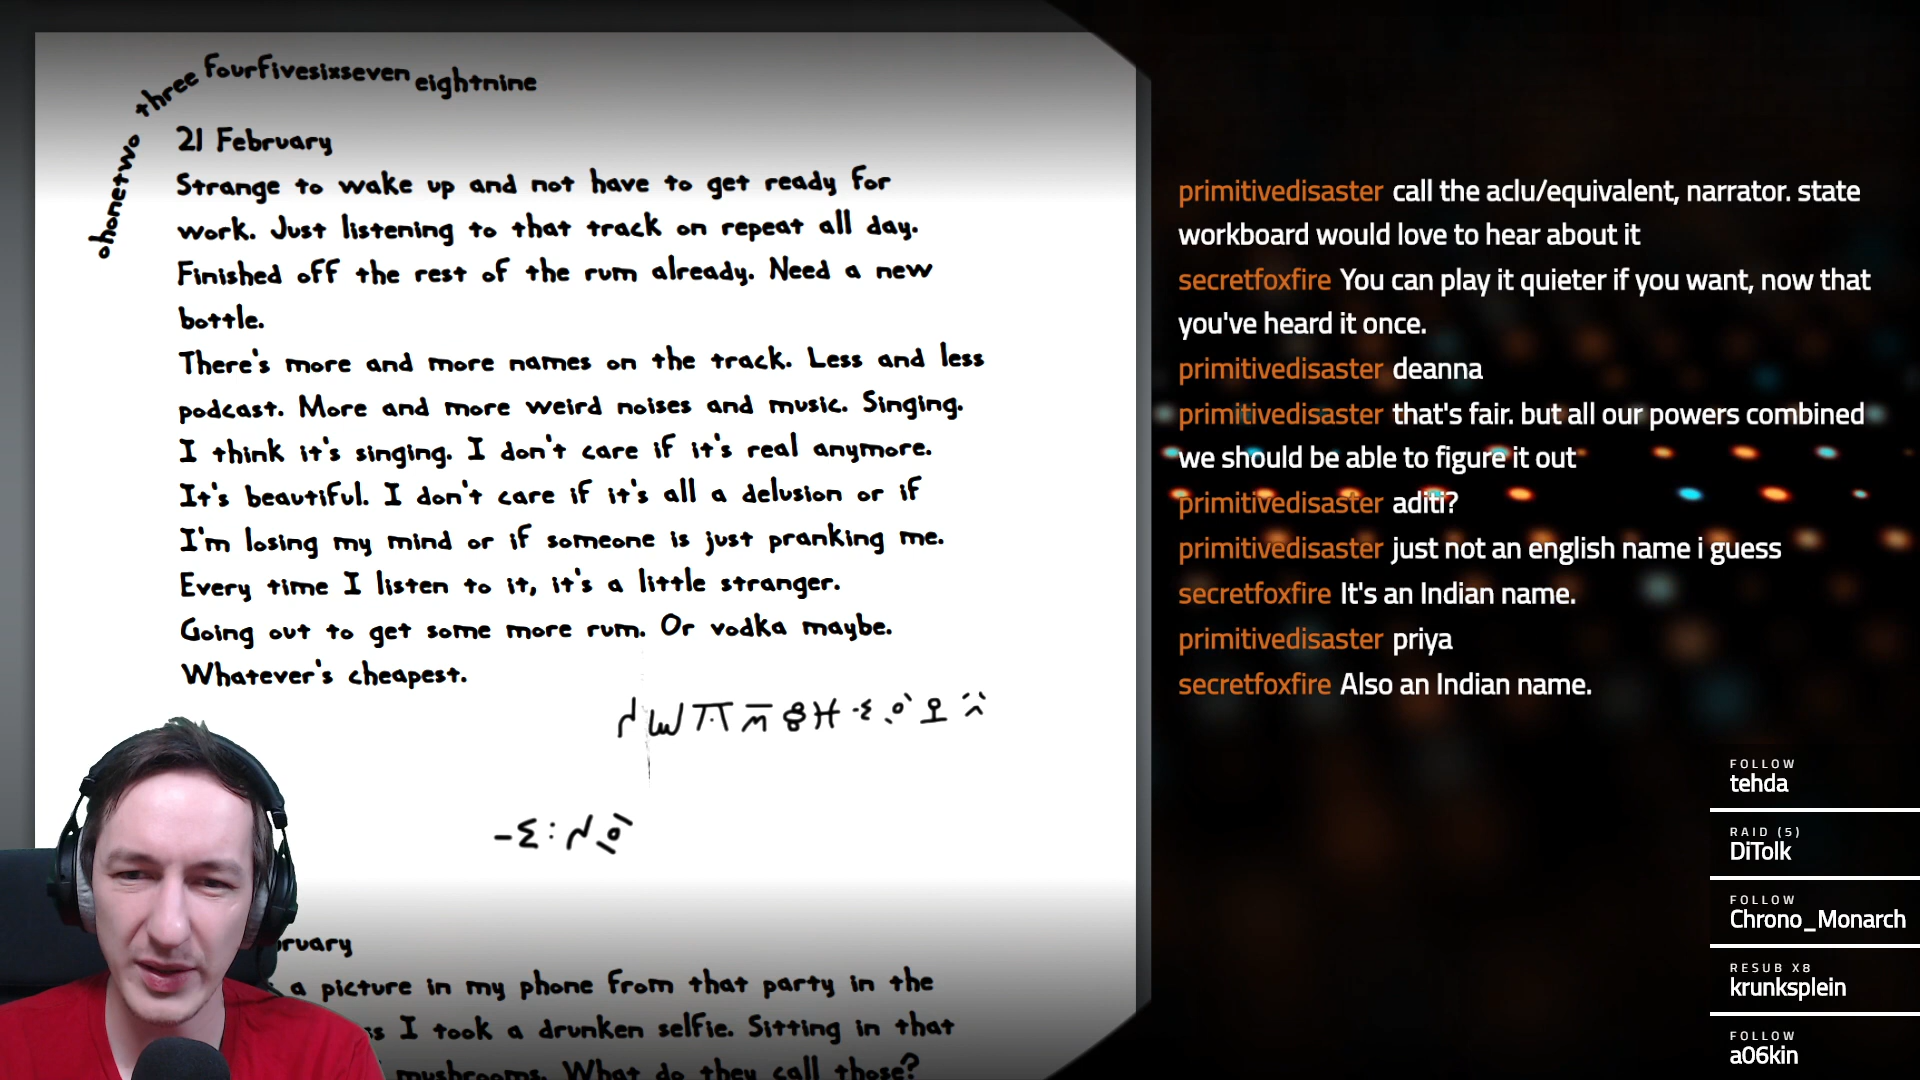 ohonetwo three fourfivesixseven eightnine
21 February
Strange to wake up and not have to get ready for
work. Just listening to that track on repeat all day.
Finished off the rest of the rum already. Need a new
bottle.
There's more and more names on the track. Less and less
podcast. More and more weird noises and music. Singing.
I think it's singing. I don't care if it's real anymore.
It's beautiful. I don't care if it's all a delusion or if
I'm losing my mind or if someone is just pranking me.
Every time I listen to it, it's a little stranger.
Going out to get some more rum. Or vodka maybe.
Whatever's cheapest.
ruary
a picture in my phone from that party in the
I took a drunken selfie. Sitting in that
mushrooms. What do they call those?
primitivedisaster call the aclu/equivalent, narrator. state
workboard would love to hear about it
secretfoxfire You can play it quieter if you want, now that
you've heard it once.
primitivedisaster deanna
primitivedisaster that's fair. but all our powers combined
we should be able to figure it out
primitivedisaster aditi?
primitivedisaster just not an english name i guess
secretfoxfire It's an Indian name.
primitivedisaster priya
secretfoxfire Also an Indian name.
FOLLOW
tehda
RAID (5)
DiTolk
FOLLOW
Chrono_Monarch
RESUB X8
krunksplein
FOLLOW
a06kin